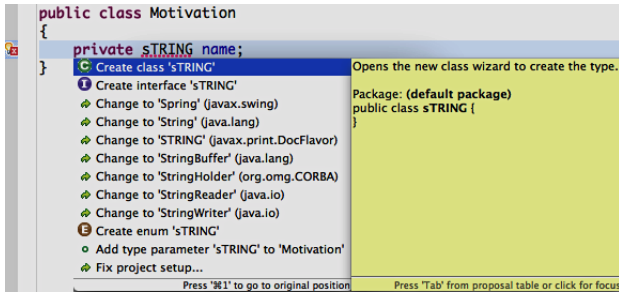 public class Motivation
{
private sTRING name;
}
Create class 'sTRING'
Create interface 'sTRING'
Change to 'Spring' (javax.swing)
Change to 'String' (java.lang)
Change to 'STRING' (javax.print.DocFlavor)
Change to 'StringBuffer' (java.lang)
Change to 'StringHolder' (org.omg.CORBA)
Change to 'StringReader' (java.io)
Change to 'StringWriter' (java.io)
Create enum 'sTRING'
Add type parameter 'sTRING' to 'Motivation'
Fix project setup...
Press '⌘1' to go to original position
Opens the new class wizard to create the type.
Package: (default package)
public class sTRING {
}
Press 'Tab' from proposal table or click for focus